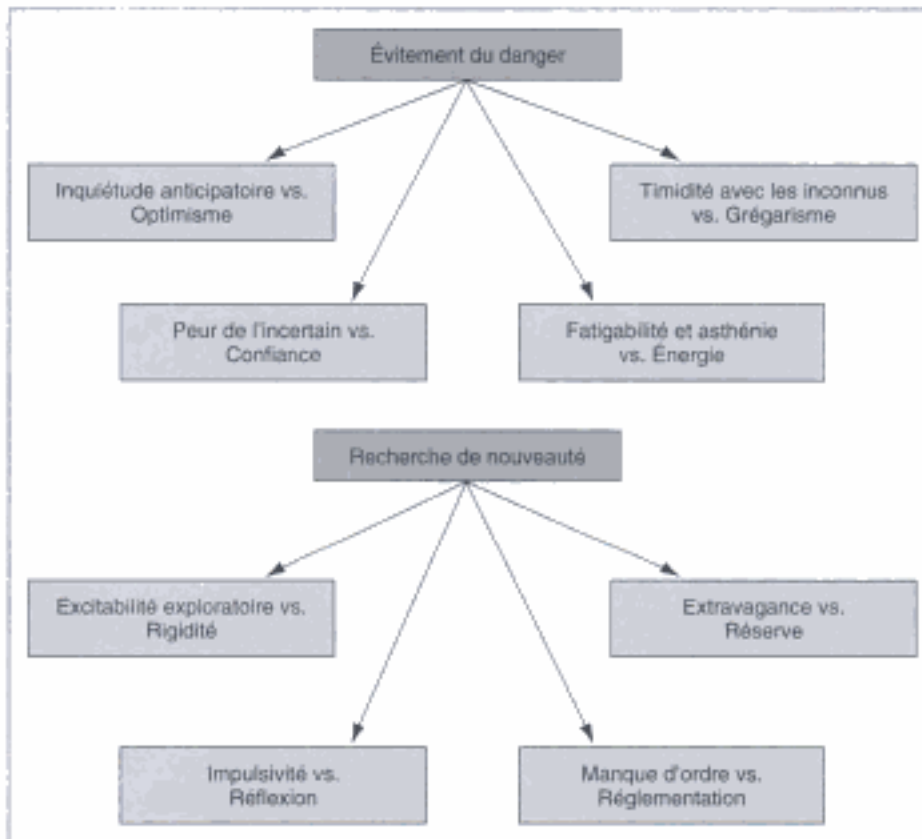 Évitement du danger
Inquiétude anticipatoire vs.
Optimisme
Timidité avec les inconnus
vs. Grégarisme
Peur de l'incertain vs.
Confiance
Fatigabilité et asthénie
vs. Énergie
Recherche de nouveauté
Excitabilité exploratoire vs.
Rigidité
Extravagance vs.
Réserve
Impulsivité vs.
Réflexion
Manque d'ordre vs.
Réglementation